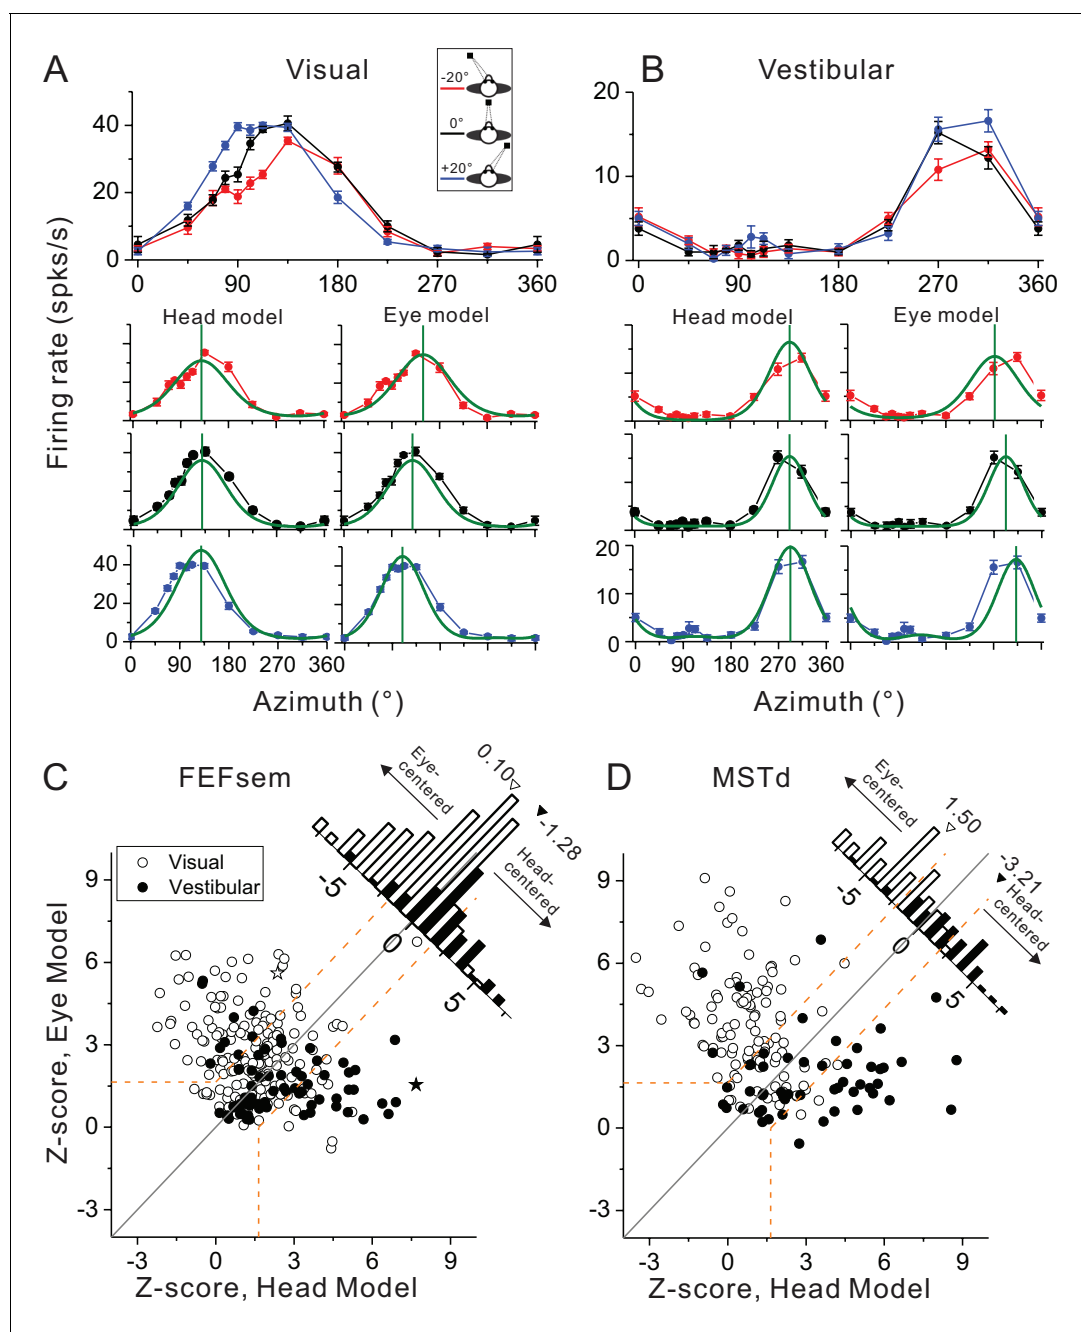 A
Visual
B
Vestibular
-20°
0°
+20°
40
20
0
0
90
180
270
360
20
10
0
0
90
180
270
360
Firing rate (spks/s)
Head model
Eye model
Head model
Eye model
40
20
0
0
90
180
270
360
20
0
0
90
180
270
360
Azimuth (°)
Azimuth (°)
C
FEFsem
D
MSTd
Eye-
centered
0.10
-1.28
Head-
centered
-5
0
5
Eye-
centered
1.50
-3.21
Head-
centered
-5
0
5
Visual
Vestibular
Z-score, Eye Model
9
6
3
0
-3
-3
0
3
6
9
Z-score, Head Model
9
6
3
0
-3
-3
0
3
6
9
Z-score, Head Model